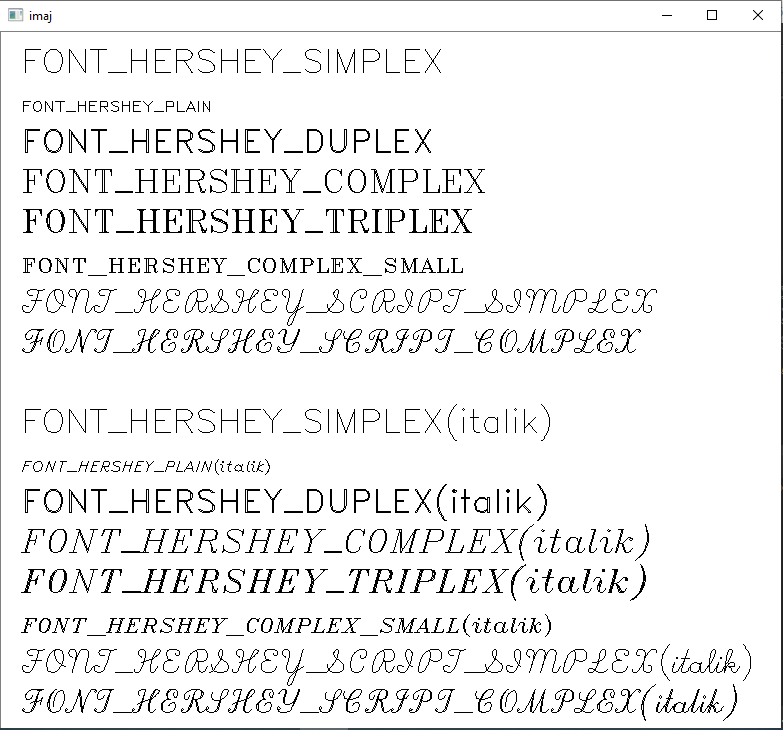 imaj
FONT_HERSHEY_SIMPLEX
FONT_HERSHEY_PLAIN
FONT_HERSHEY_DUPLEX
FONT_HERSHEY_COMPLEX
FONT_HERSHEY_TRIPLEX
FONT_HERSHEY_COMPLEX_SMALL
FONT_HERSHEY_SCRIPT_SIMPLEX
FONT_HERSHEY_SCRIPT_COMPLEX
FONT_HERSHEY_SIMPLEX(italik)
FONT_HERSHEY_PLAIN(italik)
FONT_HERSHEY_DUPLEX(italik)
FONT_HERSHEY_COMPLEX(italik)
FONT_HERSHEY_TRIPLEX(italik)
FONT_HERSHEY_COMPLEX_SMALL(italik)
FONT_HERSHEY_SCRIPT_SIMPLEX(italik)
FONT_HERSHEY_SCRIPT_COMPLEX(italik)